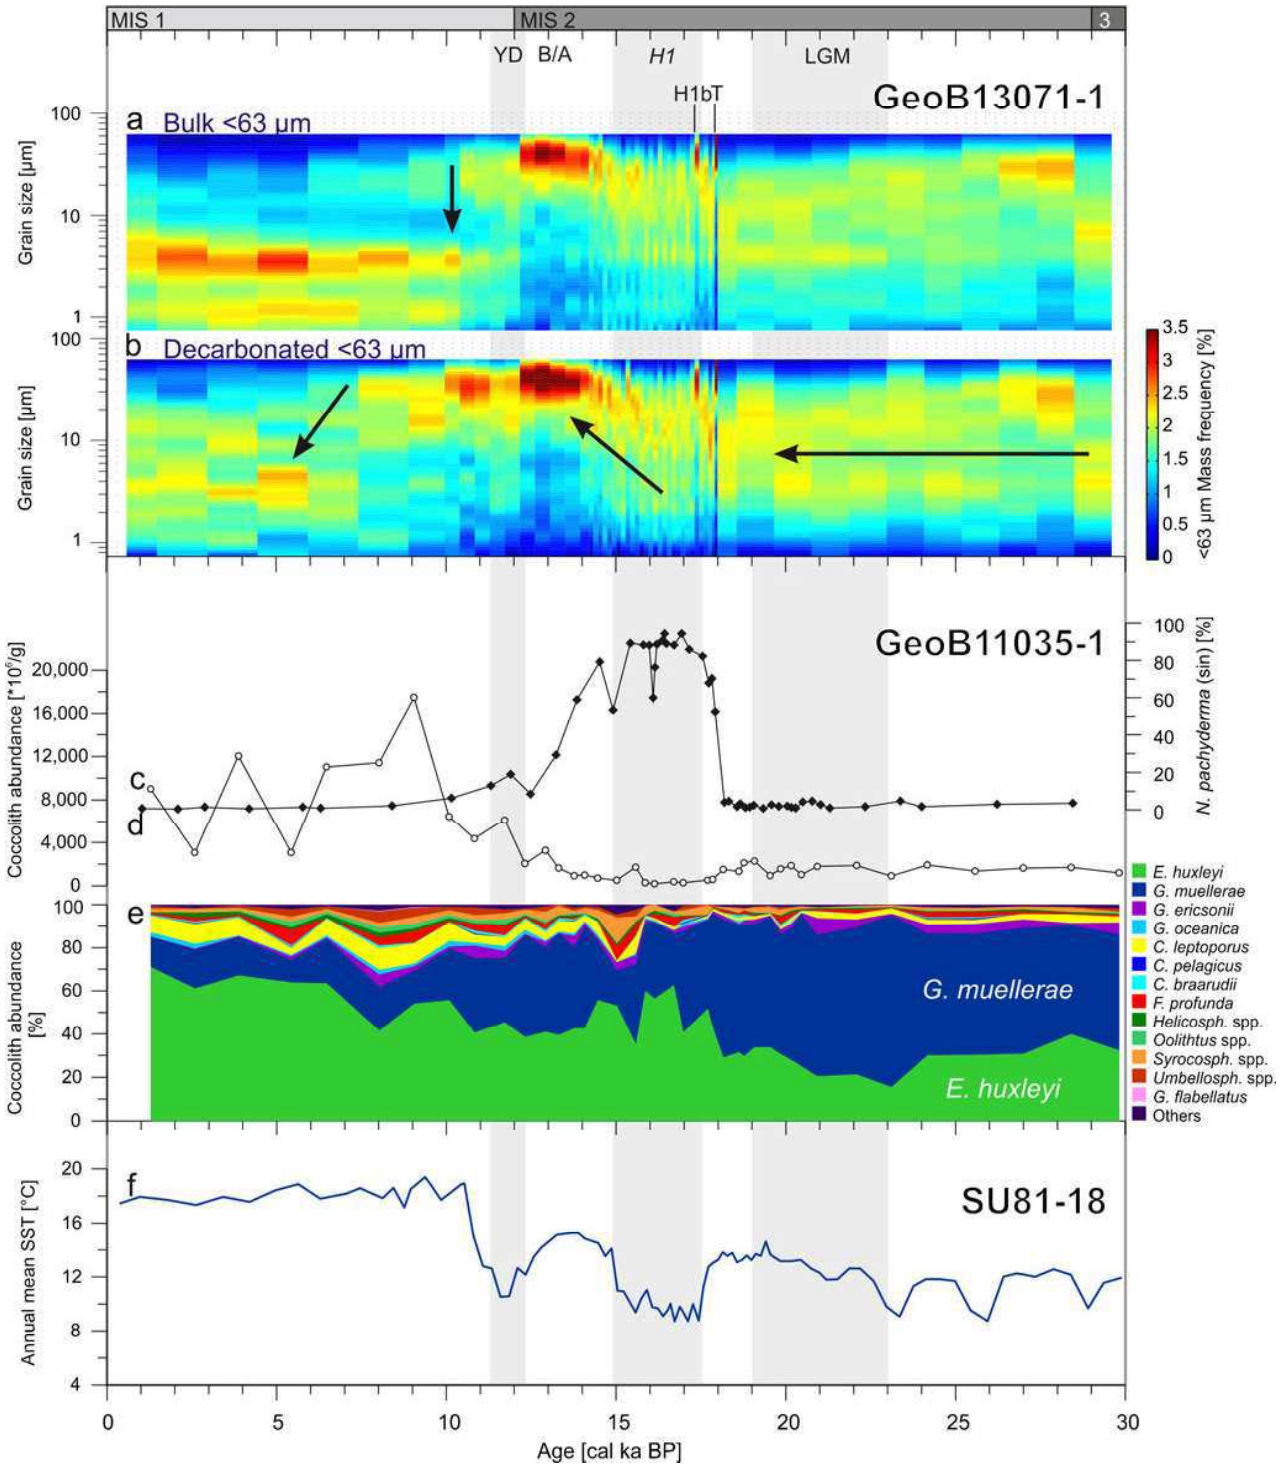 MIS 1 MIS 2 3
YD B/A H1 LGM
H1bT
GeoB13071-1
a Bulk <63 µm
100
10
1
Grain size [µm]
b Decarbonated <63 µm
100
10
1
Grain size [µm]
3.5
3
2.5
2
1.5
1
0.5
0
<63 µm Mass frequency [%]
GeoB11035-1
20,000
16,000
12,000
8,000
4,000
0
Coccolith abundance [*10⁶/g]
c
d
100
80
60
40
20
0
N. pachyderma (sin) [%]
e
100
80
60
40
20
0
Coccolith abundance
[%]
G. muellerae
E. huxleyi
E. huxleyi
G. muellerae
G. ericsonii
G. oceanica
C. leptoporus
C. pelagicus
C. braarudii
F. profunda
Helicosph. spp.
Oolithtus spp.
Syrocosph. spp.
Umbellosph. spp.
G. flabellatus
Others
f
SU81-18
20
16
12
8
4
Annual mean SST [°C]
0 5 10 15 20 25 30
Age [cal ka BP]